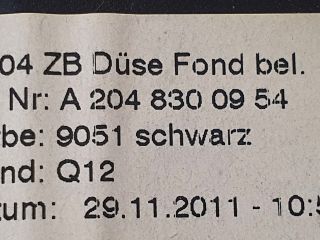 04 ZB Düse Fond bel.
Nr: A 204 830 09 54
be: 9051 schwarz
nd: Q12
tum: 29.11.2011 - 10:5